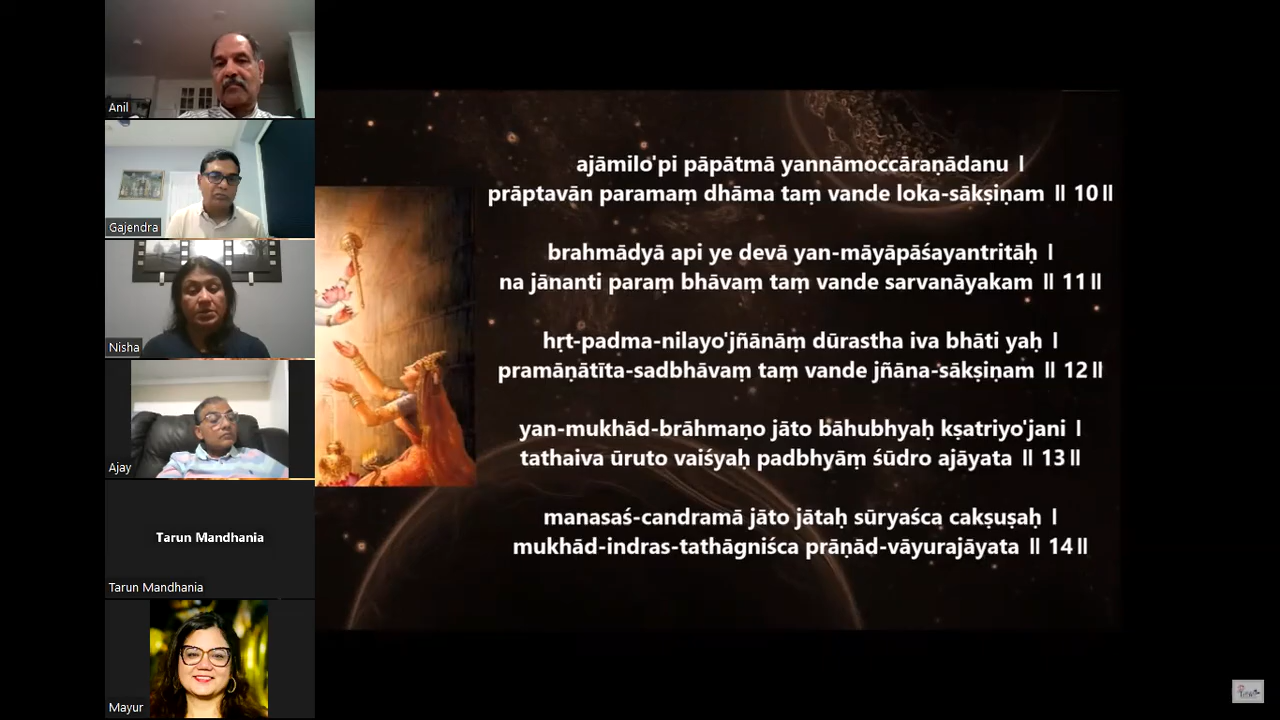 Anil
Gajendra
Nisha
Ajay
Tarun Mandhania
Tarun Mandhania
Mayur
ajāmilo'pi pāpātmā yannāmoccāraṇādanu ।
prāptavān paramaṃ dhāma taṃ vande loka-sākṣiṇam ॥ 10॥
brahmādyā api ye devā yan-māyāpāśayantritāḥ ।
na jānanti paraṃ bhāvaṃ taṃ vande sarvanāyakam ॥ 11॥
hṛt-padma-nilayo'jñānāṃ dūrastha iva bhāti yaḥ ।
pramāṇātīta-sadbhāvaṃ taṃ vande jñāna-sākṣiṇam ॥ 12॥
yan-mukhād-brāhmaṇo jāto bāhubhyaḥ kṣatriyo'jani ।
tathaiva ūruto vaiśyaḥ padbhyāṃ śūdro ajāyata ॥ 13॥
manasaś-candramā jāto jātaḥ sūryaśca cakṣuṣaḥ ।
mukhād-indras-tathāgniśca prāṇād-vāyurajāyata ॥ 14॥